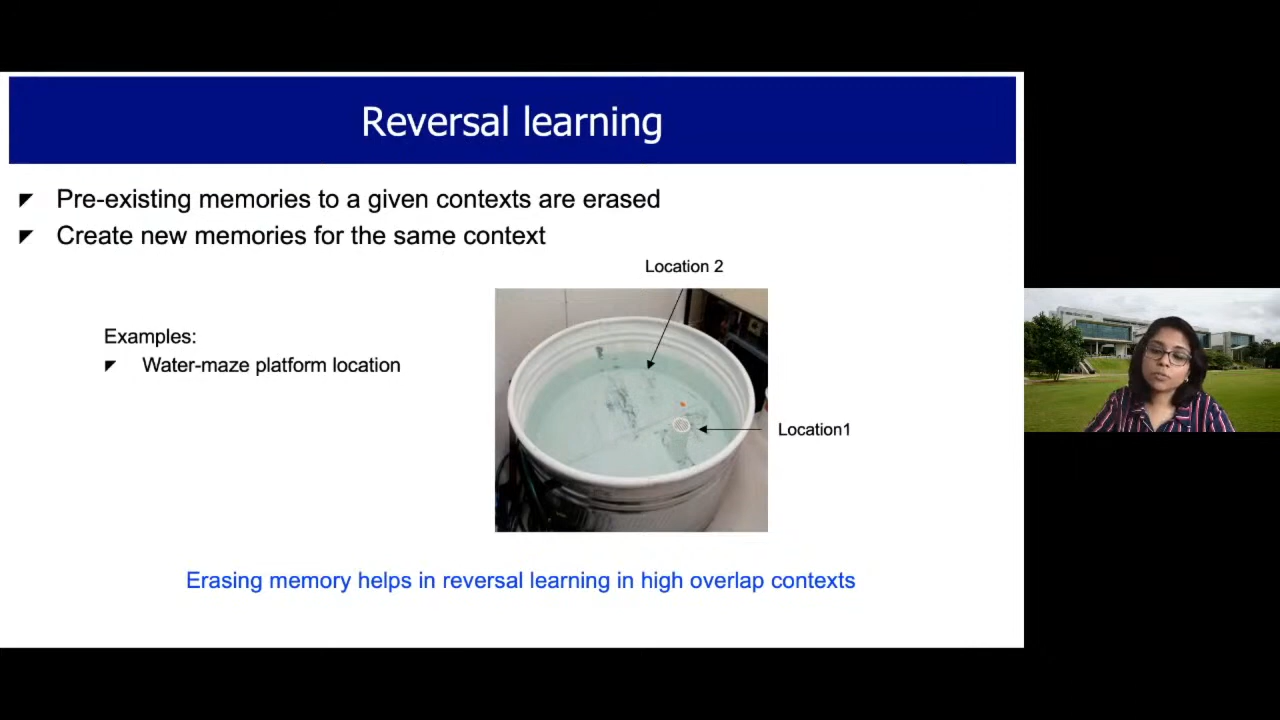 Reversal learning
Pre-existing memories to a given contexts are erased
Create new memories for the same context
Location 2
Examples:
Water-maze platform location
Location1
Erasing memory helps in reversal learning in high overlap contexts